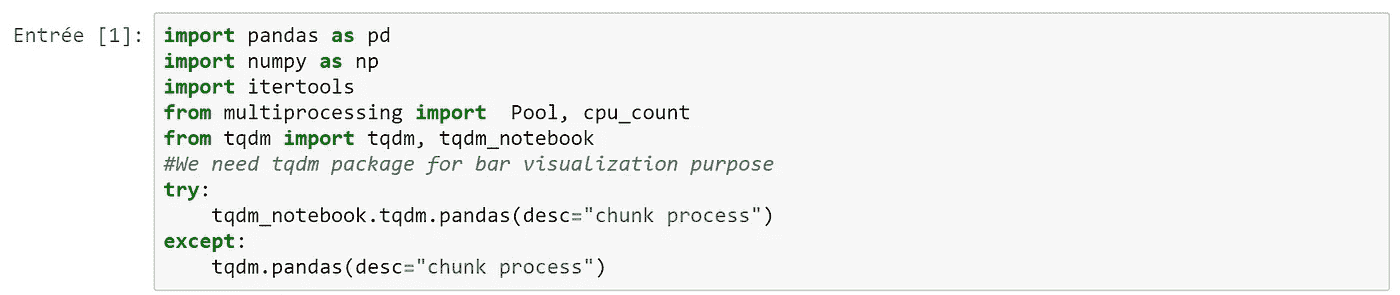 Entrée [1]: import pandas as pd
import numpy as np
import itertools
from multiprocessing import  Pool, cpu_count
from tqdm import tqdm, tqdm_notebook
#We need tqdm package for bar visualization purpose
try:
    tqdm_notebook.tqdm.pandas(desc="chunk process")
except:
    tqdm.pandas(desc="chunk process")